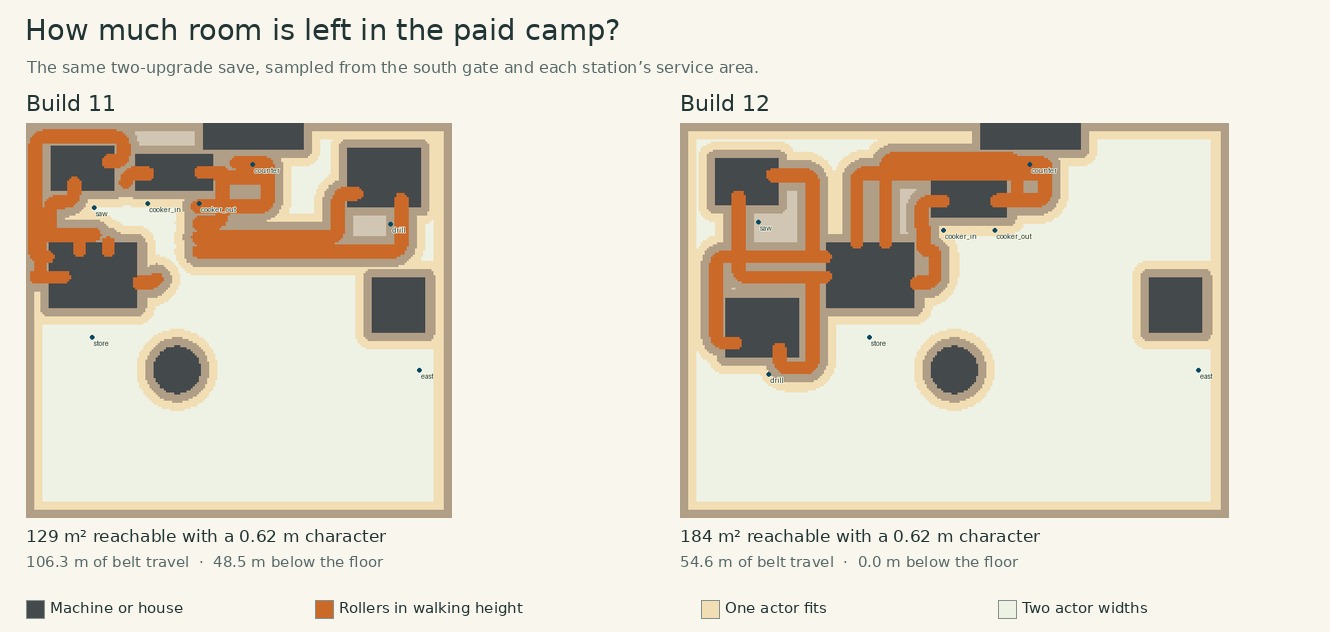 How much room is left in the paid camp?
The same two-upgrade save, sampled from the south gate and each station’s service area.
Build 11
counter
saw
cooker_in
cooker_out
drill
store
east
129 m² reachable with a 0.62 m character
106.3 m of belt travel · 48.5 m below the floor
Build 12
counter
saw
cooker_in
cooker_out
store
drill
east
184 m² reachable with a 0.62 m character
54.6 m of belt travel · 0.0 m below the floor
Machine or house
Rollers in walking height
One actor fits
Two actor widths